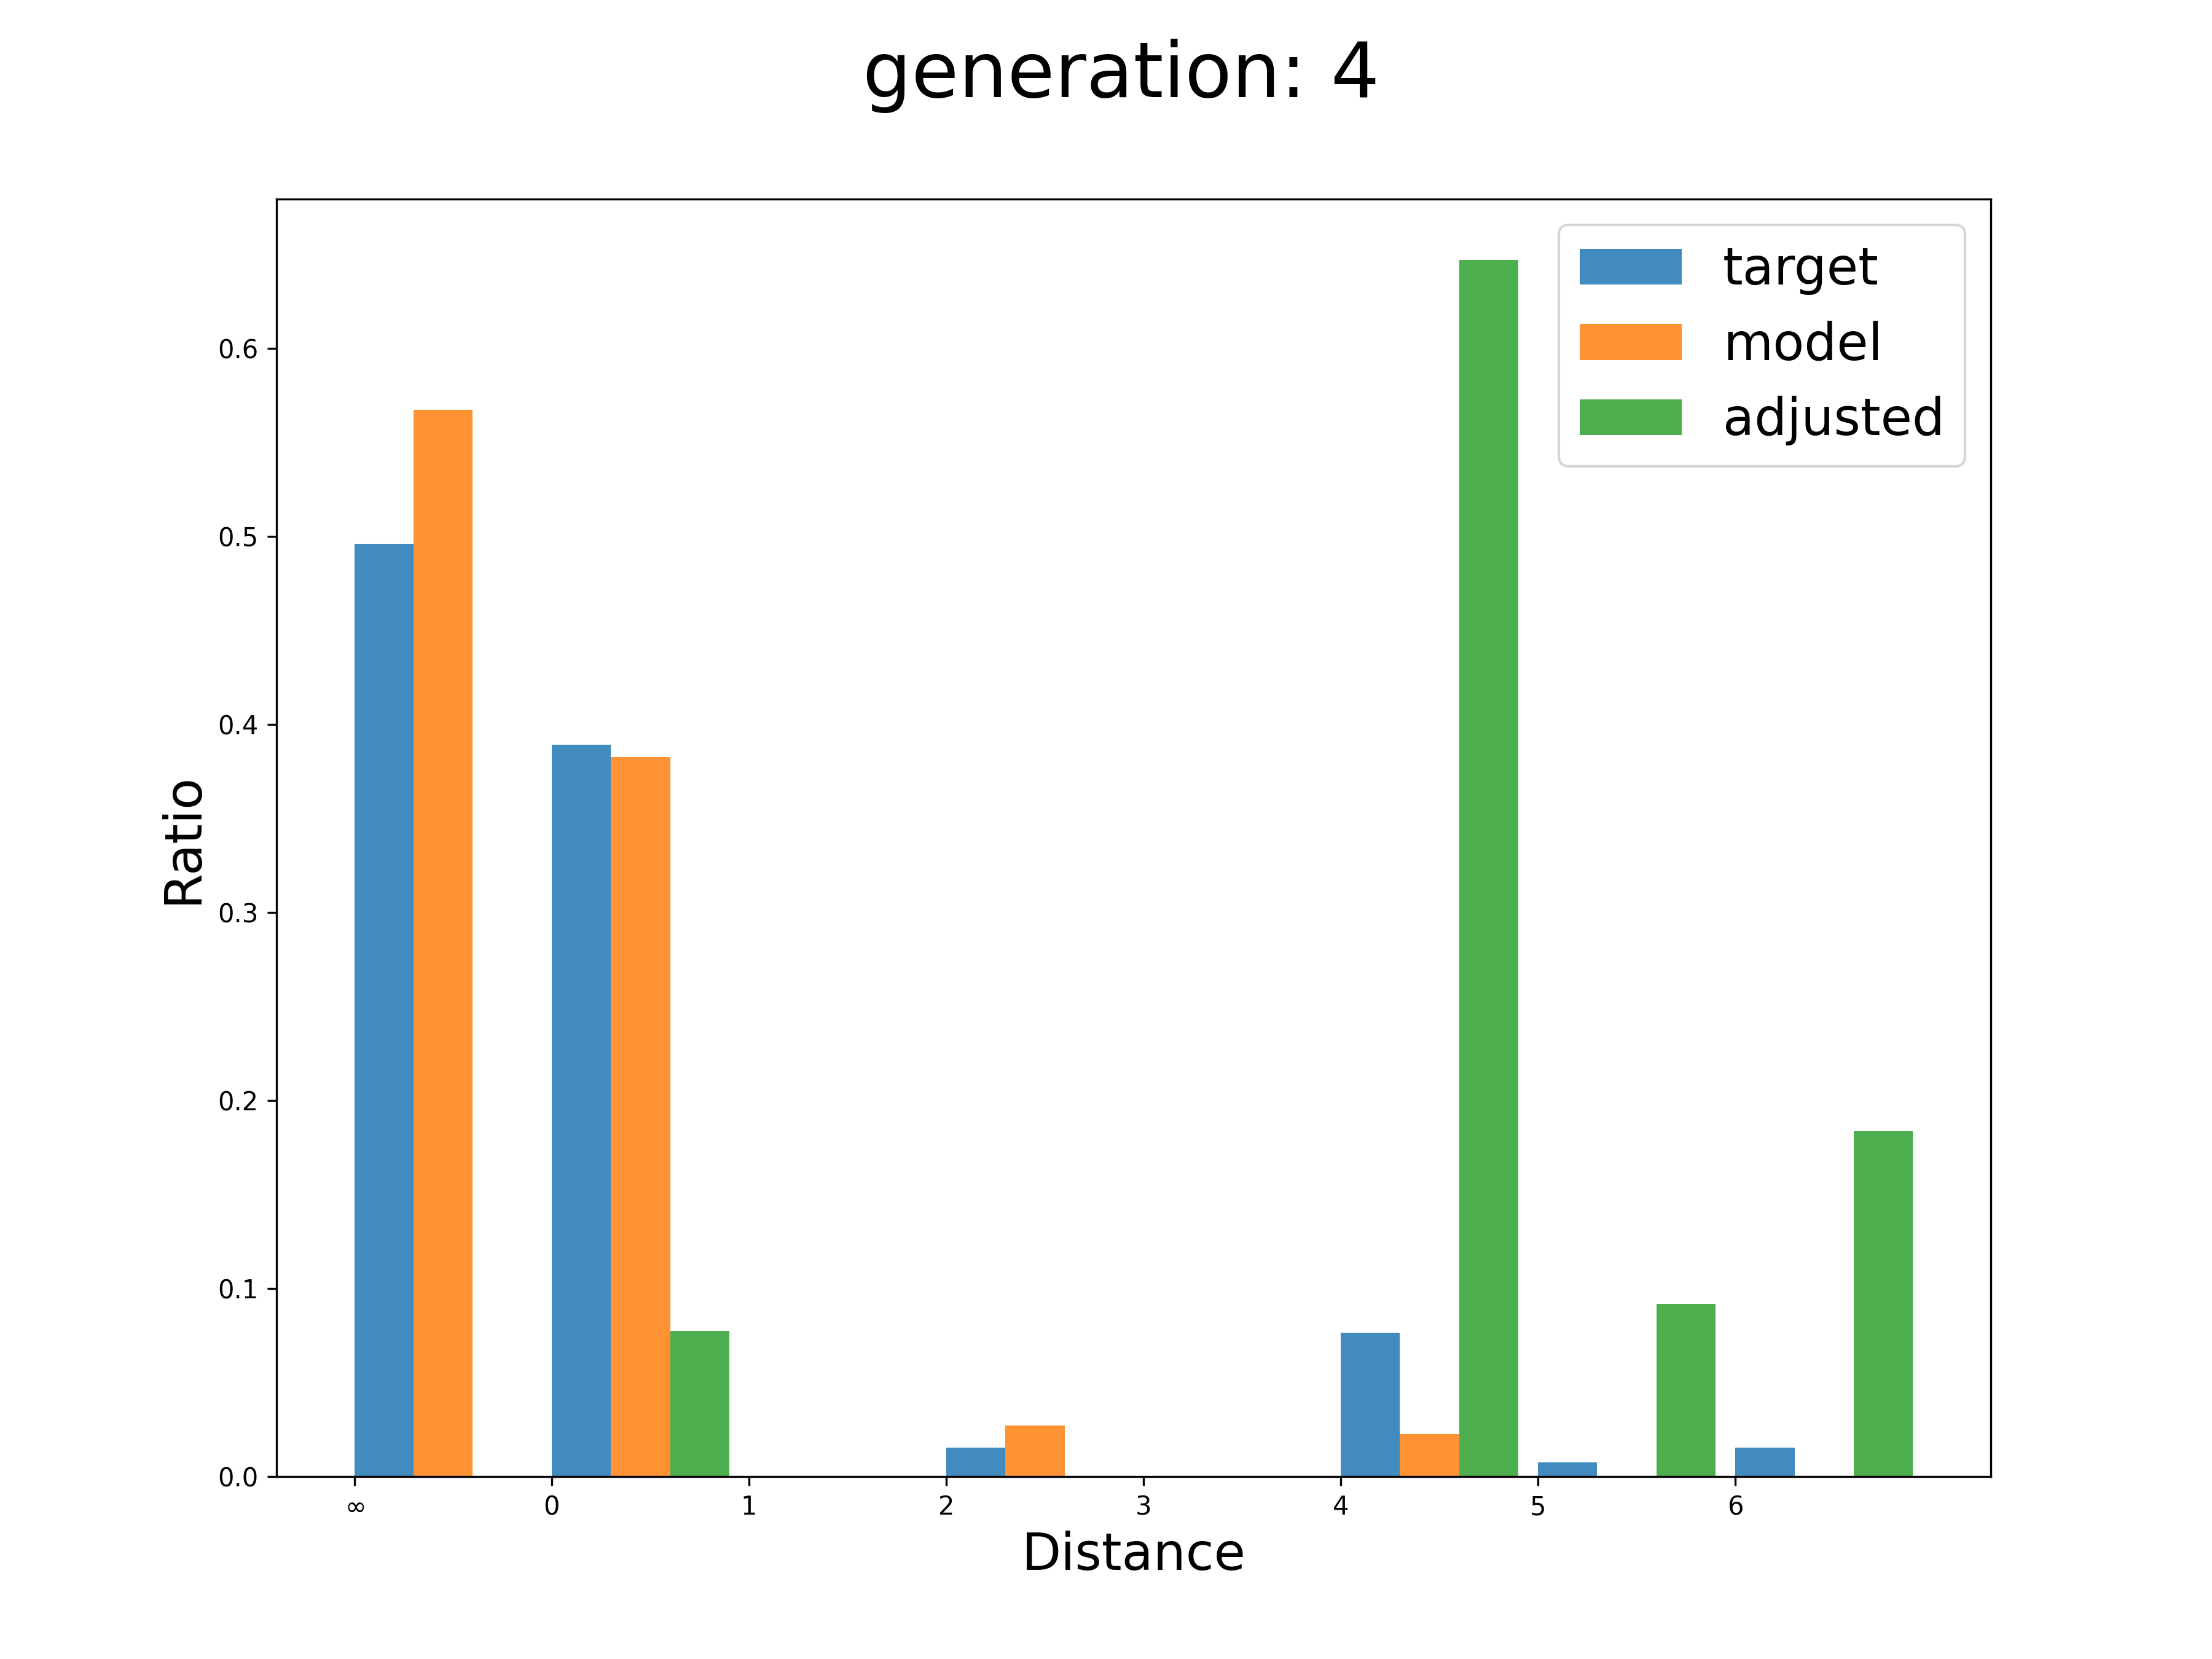 generation: 4
target
model
adjusted
Ratio
0.6
0.5
0.4
0.3
0.2
0.1
0.0
∞ 0 1 2 3 4 5 6
Distance